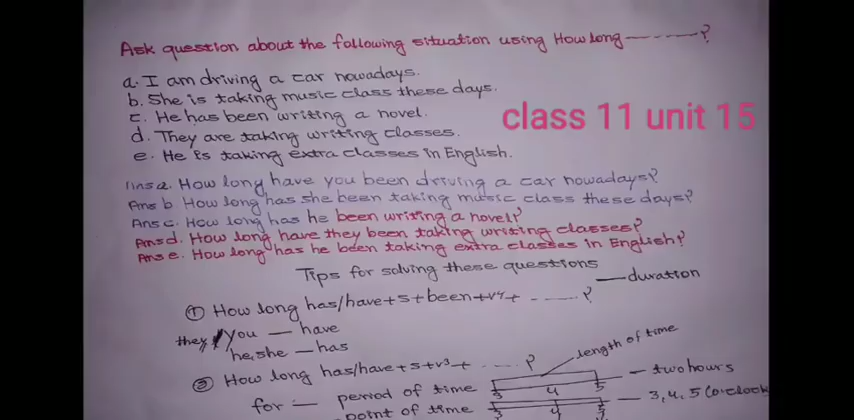 Ask question about the following situation using How long ------?
a. I am driving a car nowadays.
b. She is taking music class these days.
c. He has been writing a novel.
d. They are taking writing classes.
e. He is taking extra classes in English.
class 11 unit 15
Ans a. How long have you been driving a car nowadays?
Ans b. How long has she been taking music class these days?
Ans c. How long has he been writing a novel?
Ans d. How long have they been taking writing classes?
Ans e. How long has he been taking extra classes in English?
Tips for solving these questions
— duration
① How long has/have+s+been+v4+ ------?
they/you — have
he, she — has
length of time
② How long has/have+s+v3+ ----?
for — period of time
3 4 5 — two hours
point of time
3 4 5 — 3, 4, 5 o'clock